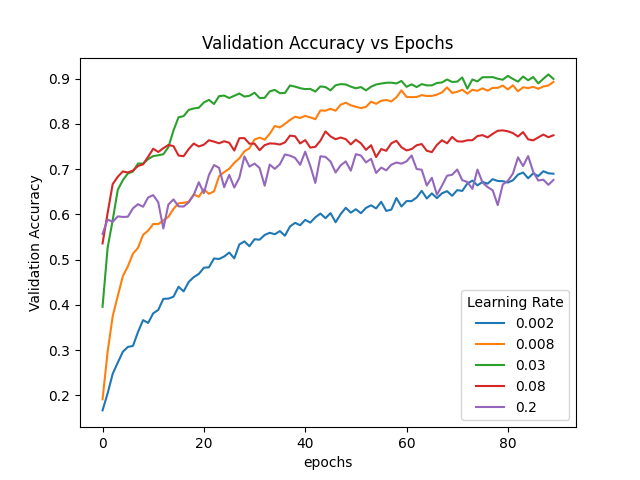 Validation Accuracy vs Epochs
Validation Accuracy
0.9
0.8
0.7
0.6
0.5
0.4
0.3
0.2
0 20 40 60 80
epochs
Learning Rate
0.002
0.008
0.03
0.08
0.2